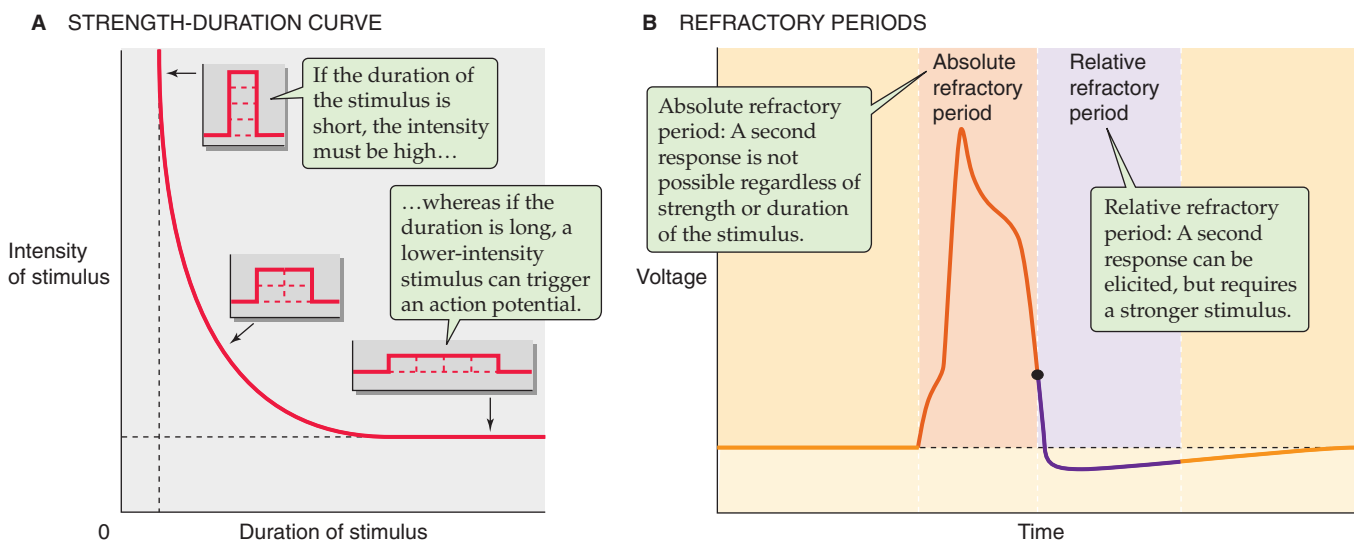 A STRENGTH-DURATION CURVE
If the duration of
the stimulus is
short, the intensity
must be high…
…whereas if the
duration is long, a
lower-intensity
stimulus can trigger
an action potential.
Intensity
of stimulus
0
Duration of stimulus
B REFRACTORY PERIODS
Absolute
refractory
period
Relative
refractory
period
Absolute refractory
period: A second
response is not
possible regardless of
strength or duration
of the stimulus.
Relative refractory
period: A second
response can be
elicited, but requires
a stronger stimulus.
Voltage
Time